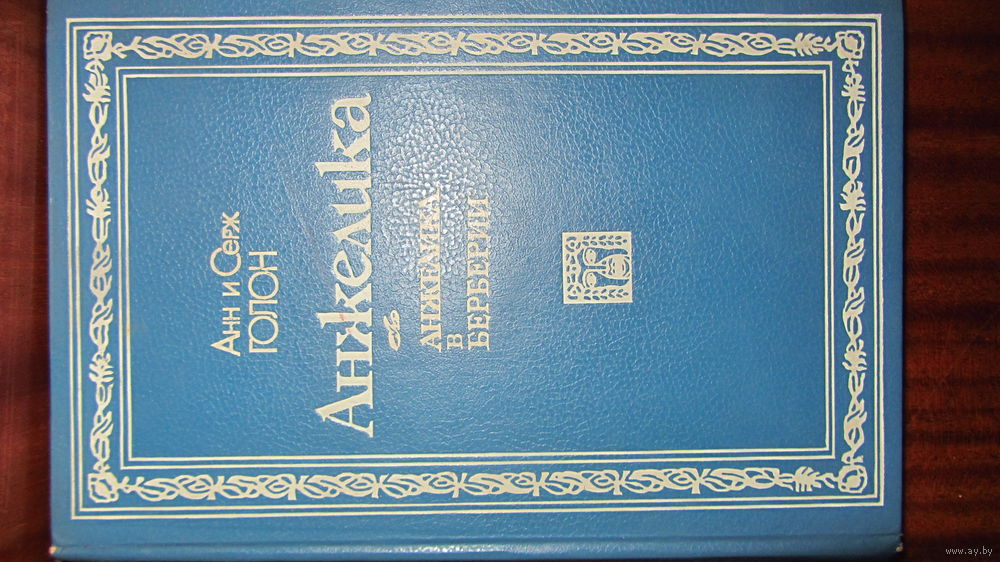 Анн и Серж
ГОЛОН
Анжелика
АНЖЕЛИКА
В
БЕРБЕРИИ
www.ay.by